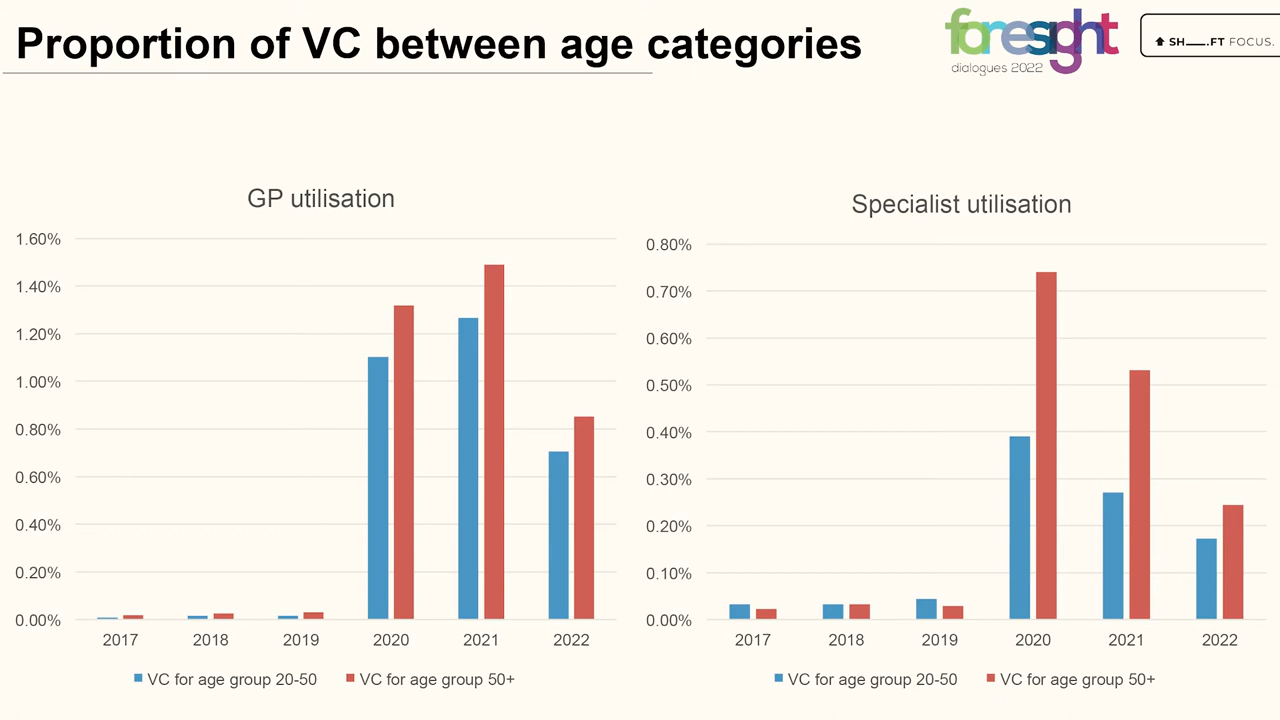 Proportion of VC between age categories
foresight
dialogues 2022
SH__.FT FOCUS.
GP utilisation
1.60%
1.40%
1.20%
1.00%
0.80%
0.60%
0.40%
0.20%
0.00%
2017 2018 2019 2020 2021 2022
VC for age group 20-50 VC for age group 50+
Specialist utilisation
0.80%
0.70%
0.60%
0.50%
0.40%
0.30%
0.20%
0.10%
0.00%
2017 2018 2019 2020 2021 2022
VC for age group 20-50 VC for age group 50+